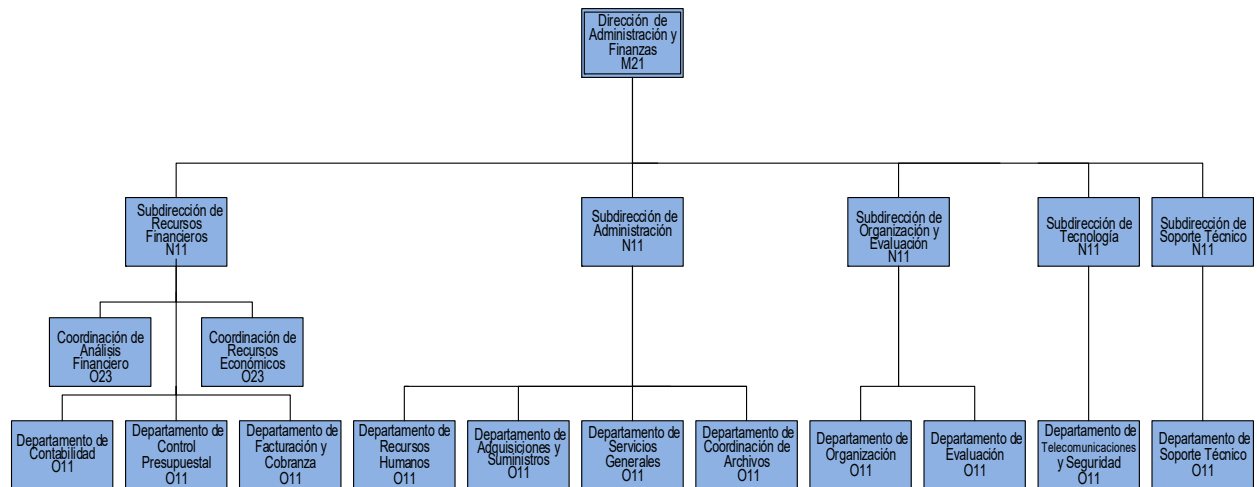 Dirección de
Administración y
Finanzas
M21
Subdirección de
Recursos
Financieros
N11
Subdirección de
Administración
N11
Subdirección de
Organización y
Evaluación
N11
Subdirección de
Tecnología
N11
Subdirección de
Soporte Técnico
N11
Coordinación de
Análisis
Financiero
O23
Coordinación de
Recursos
Económicos
O23
Departamento de
Contabilidad
O11
Departamento de
Control
Presupuestal
O11
Departamento de
Facturación y
Cobranza
O11
Departamento de
Recursos
Humanos
O11
Departamento de
Adquisiciones y
Suministros
O11
Departamento de
Servicios
Generales
O11
Departamento de
Coordinación de
Archivos
O11
Departamento de
Organización
O11
Departamento de
Evaluación
O11
Departamento de
Telecomunicaciones
y Seguridad
O11
Departamento de
Soporte Técnico
O11